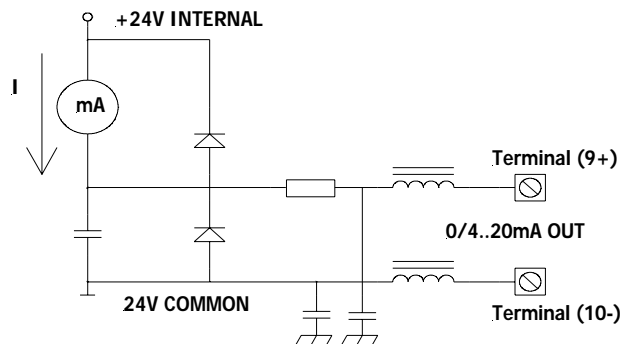 +24V INTERNAL
I
mA
Terminal (9+)
0/4..20mA OUT
24V COMMON
Terminal (10-)